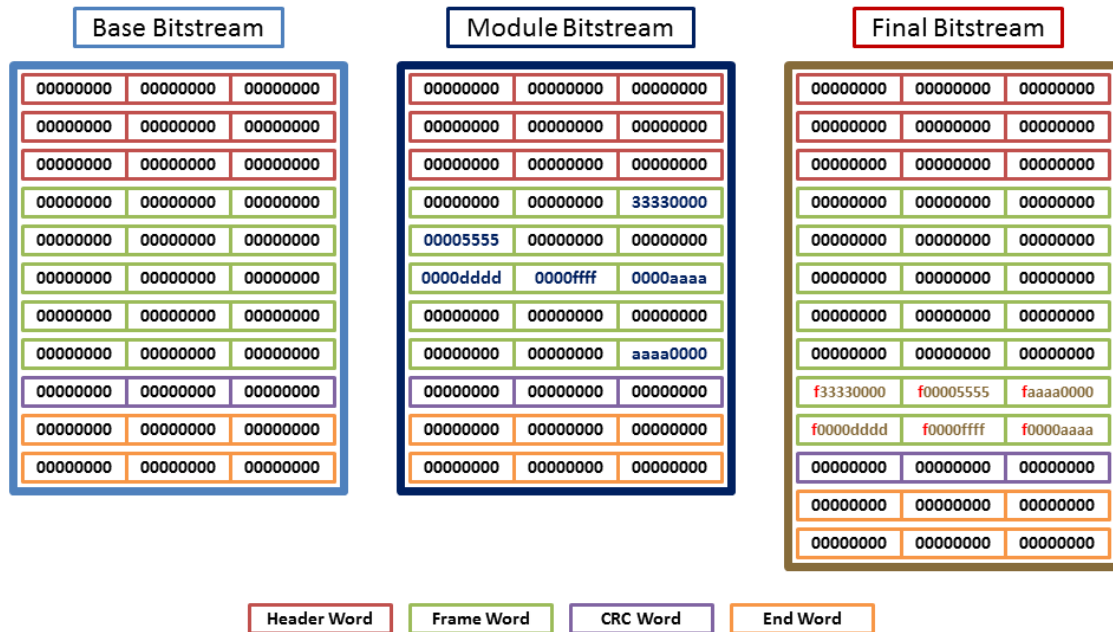 Base Bitstream
00000000 00000000 00000000
00000000 00000000 00000000
00000000 00000000 00000000
00000000 00000000 00000000
00000000 00000000 00000000
00000000 00000000 00000000
00000000 00000000 00000000
00000000 00000000 00000000
00000000 00000000 00000000
00000000 00000000 00000000
00000000 00000000 00000000
Module Bitstream
00000000 00000000 00000000
00000000 00000000 00000000
00000000 00000000 00000000
00000000 00000000 33330000
00005555 00000000 00000000
0000dddd 0000ffff 0000aaaa
00000000 00000000 00000000
00000000 00000000 aaaa0000
00000000 00000000 00000000
00000000 00000000 00000000
00000000 00000000 00000000
Final Bitstream
00000000 00000000 00000000
00000000 00000000 00000000
00000000 00000000 00000000
00000000 00000000 00000000
00000000 00000000 00000000
00000000 00000000 00000000
00000000 00000000 00000000
00000000 00000000 00000000
f33330000 f00005555 faaaa0000
f0000dddd f0000ffff f0000aaaa
00000000 00000000 00000000
00000000 00000000 00000000
00000000 00000000 00000000
Header Word Frame Word CRC Word End Word